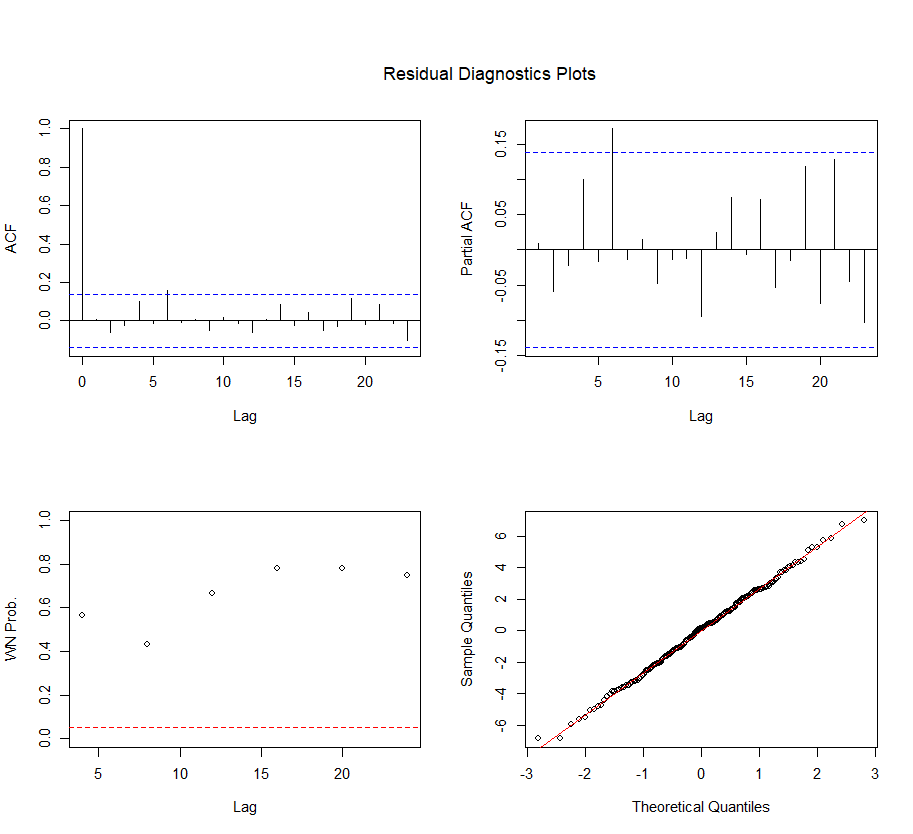 Residual Diagnostics Plots
ACF
1.0
0.8
0.6
0.4
0.2
0.0
0 5 10 15 20
Lag
Partial ACF
0.15
0.05
-0.05
-0.15
5 10 15 20
Lag
WN Prob.
1.0
0.8
0.6
0.4
0.2
0.0
5 10 15 20
Lag
Sample Quantiles
6
4
2
0
-2
-4
-6
-3 -2 -1 0 1 2 3
Theoretical Quantiles